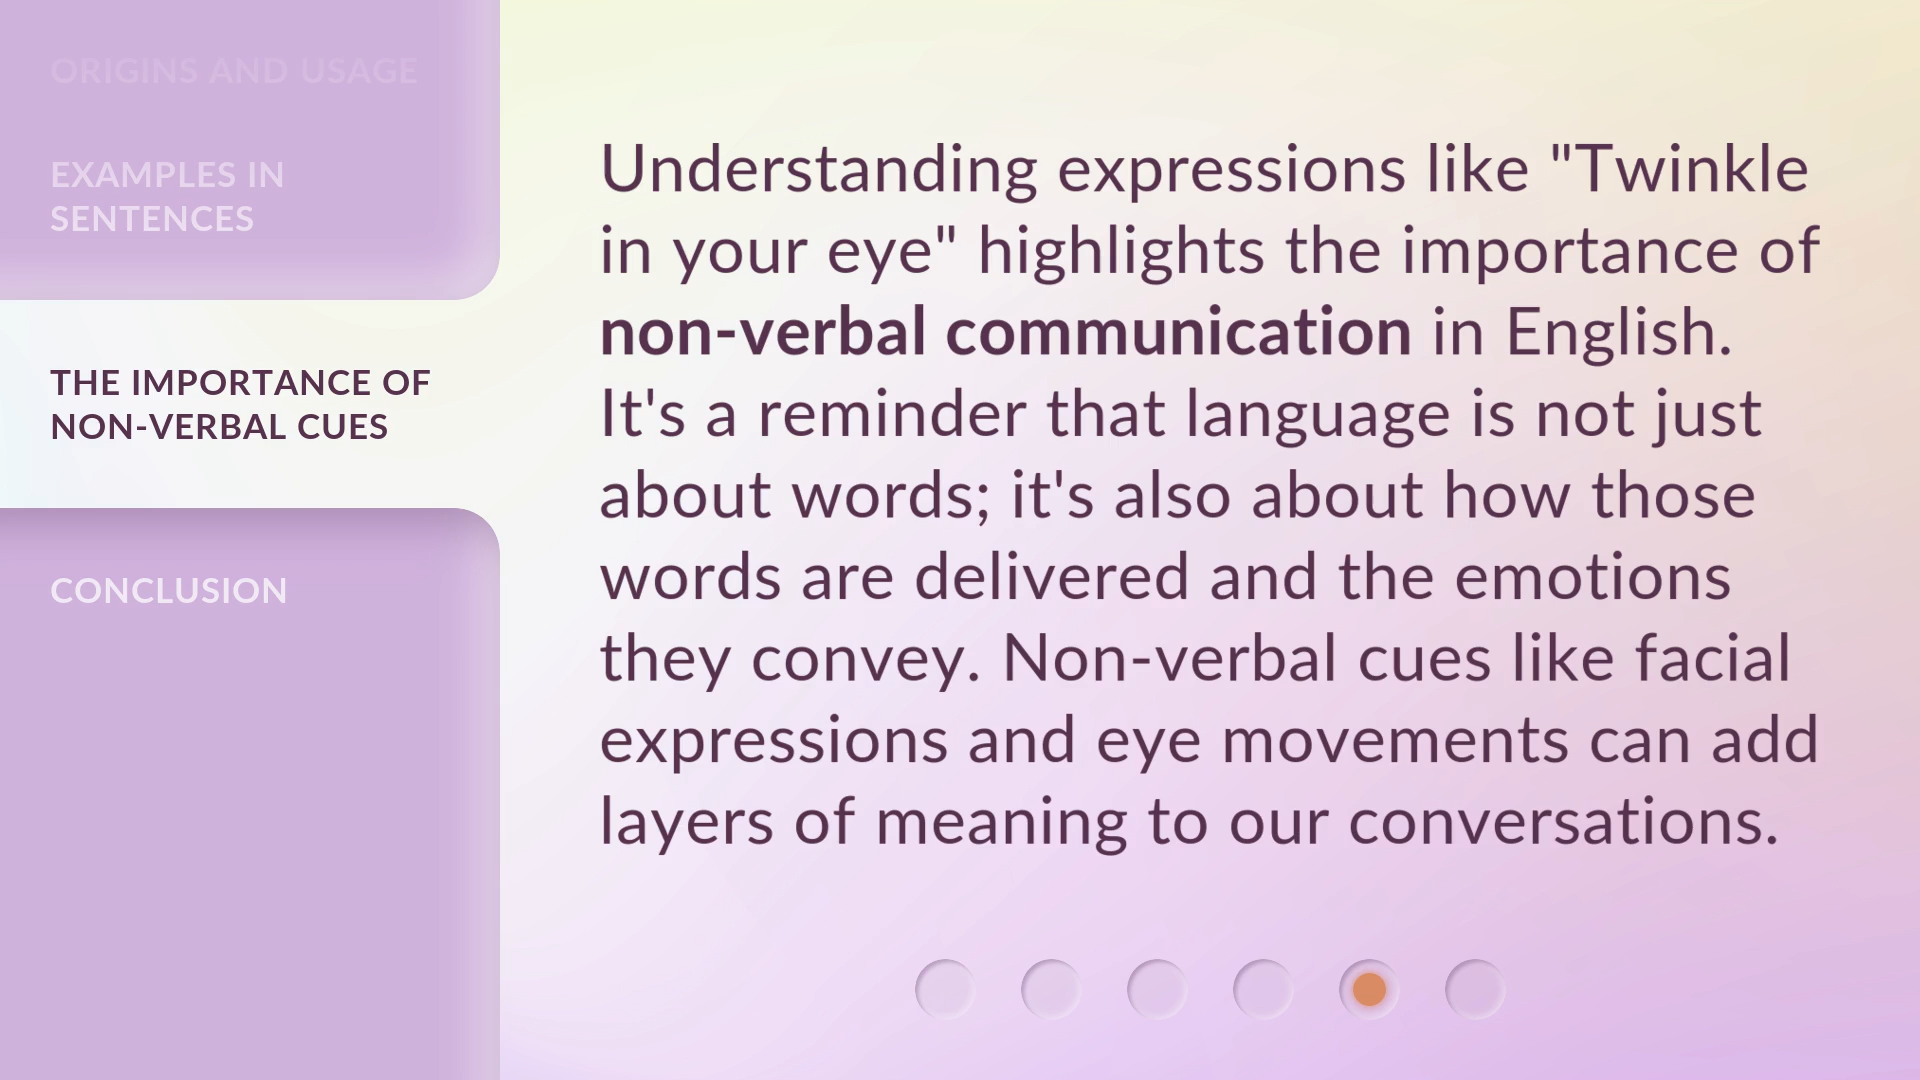 ORIGINS AND USAGE
EXAMPLES IN
SENTENCES
THE IMPORTANCE OF
NON-VERBAL CUES
CONCLUSION
Understanding expressions like "Twinkle
in your eye" highlights the importance of
non-verbal communication in English.
It's a reminder that language is not just
about words; it's also about how those
words are delivered and the emotions
they convey. Non-verbal cues like facial
expressions and eye movements can add
layers of meaning to our conversations.